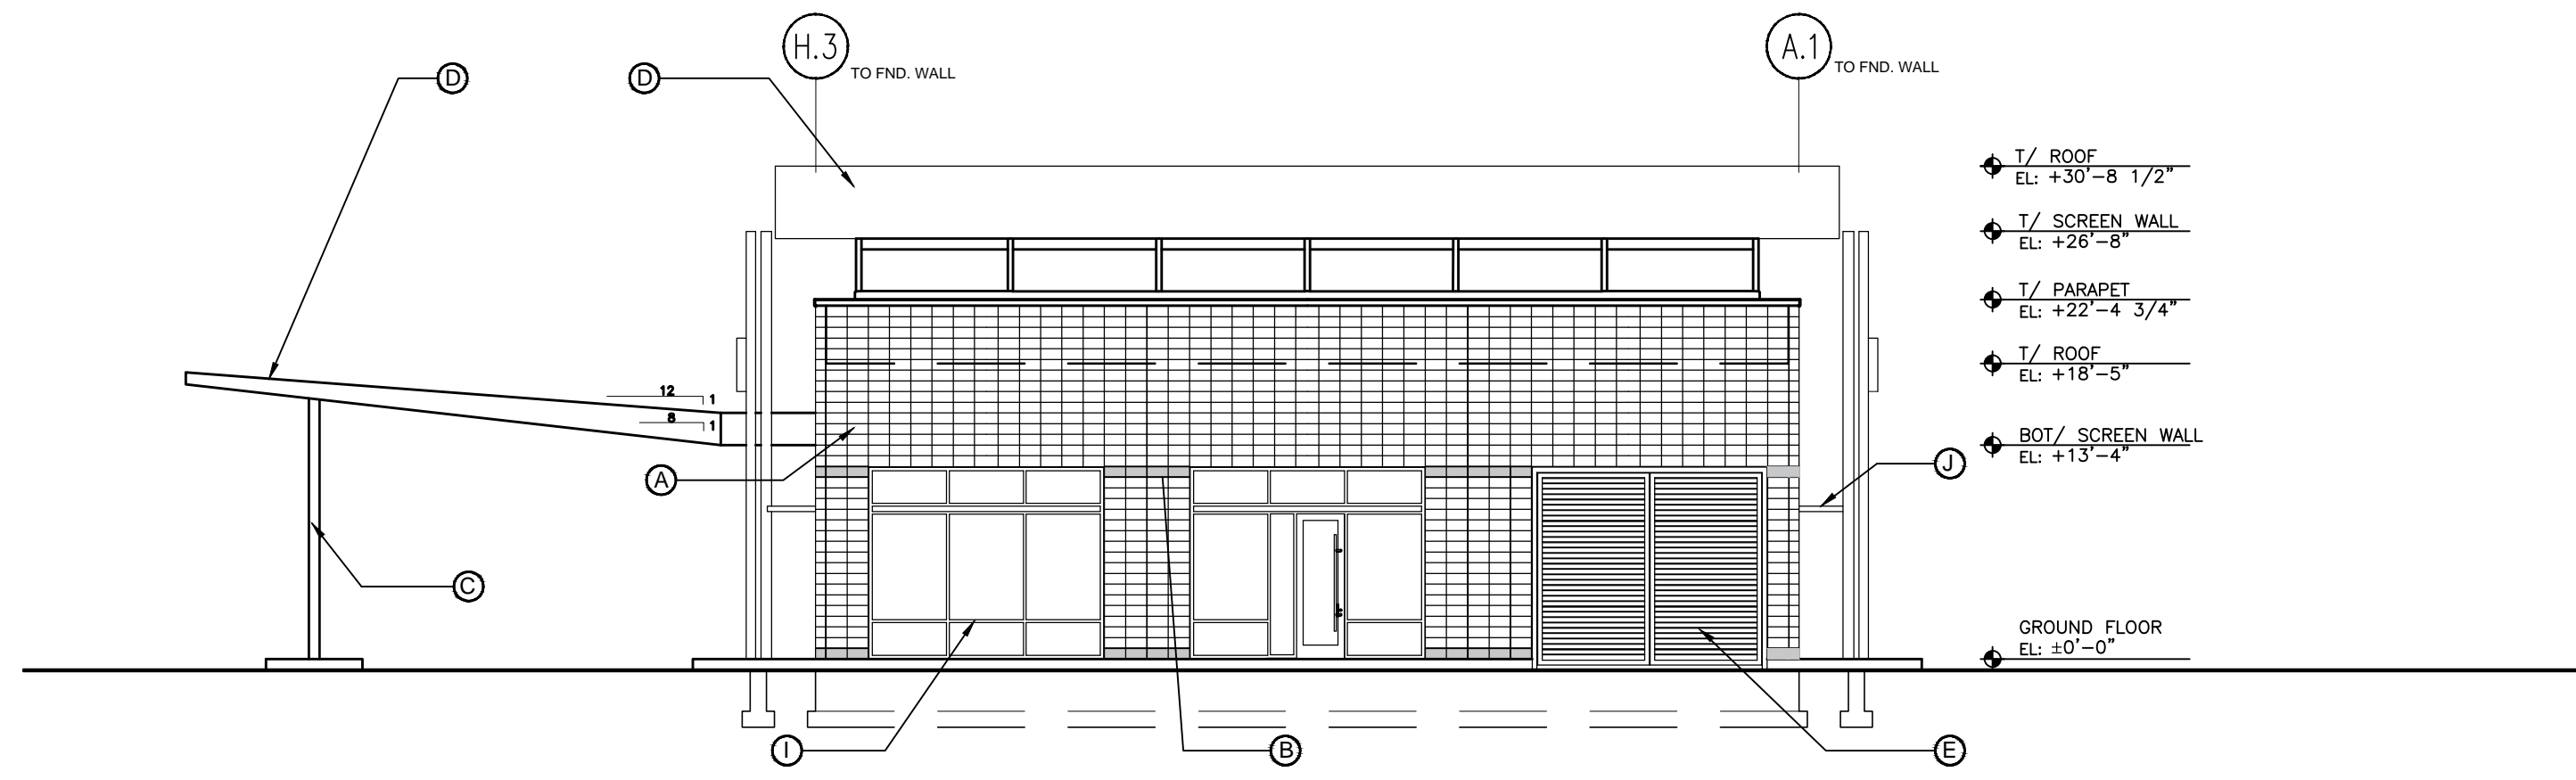 H.3
TO FND. WALL
A.1
TO FND. WALL
D
D
T/ ROOF
EL: +30'-8 1/2"
T/ SCREEN WALL
EL: +26'-8"
T/ PARAPET
EL: +22'-4 3/4"
T/ ROOF
EL: +18'-5"
12
1
8
1
BOT/ SCREEN WALL
EL: +13'-4"
A
J
C
GROUND FLOOR
EL: ±0'-0"
I
B
E